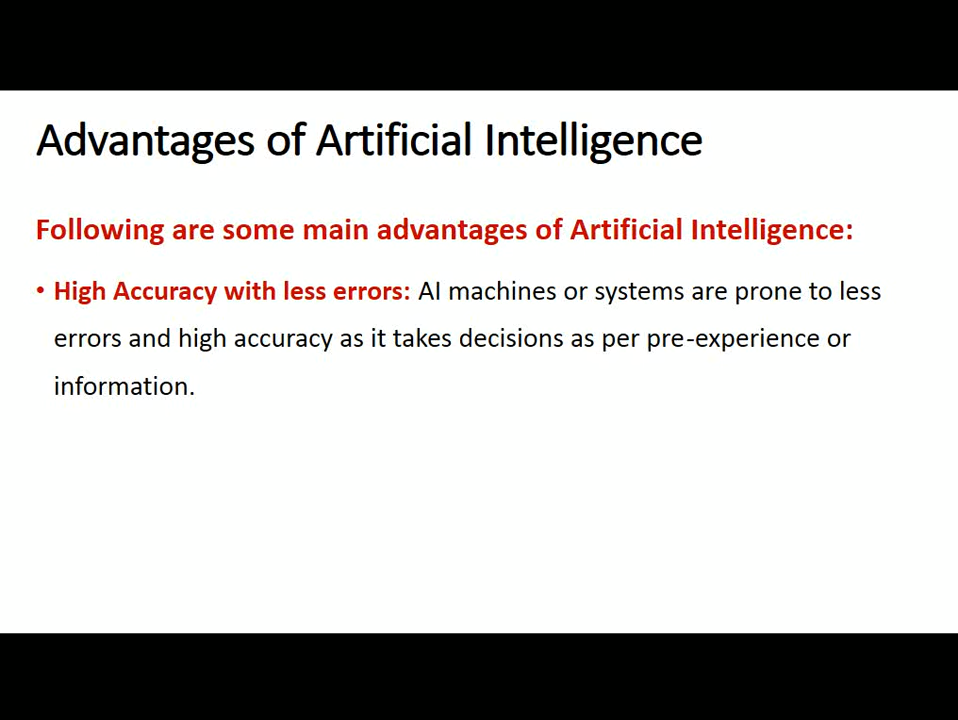 Advantages of Artificial Intelligence
Following are some main advantages of Artificial Intelligence:
• High Accuracy with less errors: AI machines or systems are prone to less
errors and high accuracy as it takes decisions as per pre-experience or
information.